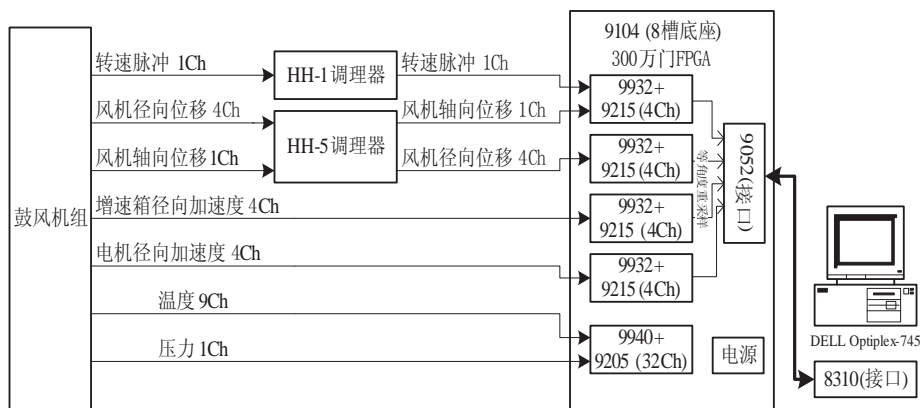 9104 (8槽底座)
300万门FPGA
鼓风机组
转速脉冲 1Ch
HH-1调理器
转速脉冲 1Ch
9932+
9215 (4Ch)
风机径向位移 4Ch
HH-5调理器
风机轴向位移 1Ch
风机轴向位移1Ch
风机径向位移 4Ch
9932+
9215 (4Ch)
等角度重采样
9052(接口)
增速箱径向加速度 4Ch
9932+
9215 (4Ch)
电机径向加速度 4Ch
9932+
9215 (4Ch)
温度 9Ch
压力 1Ch
9940+
9205 (32Ch)
电源
DELL Optiplex-745
8310(接口)